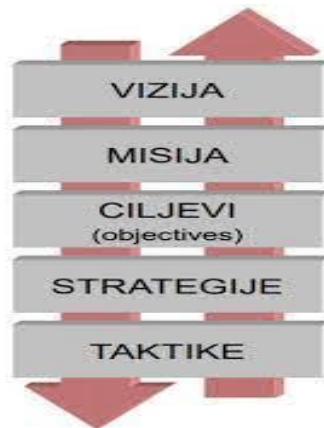 VIZIJA
MISIJA
CILJEVI
(objectives)
STRATEGIJE
TAKTIKE